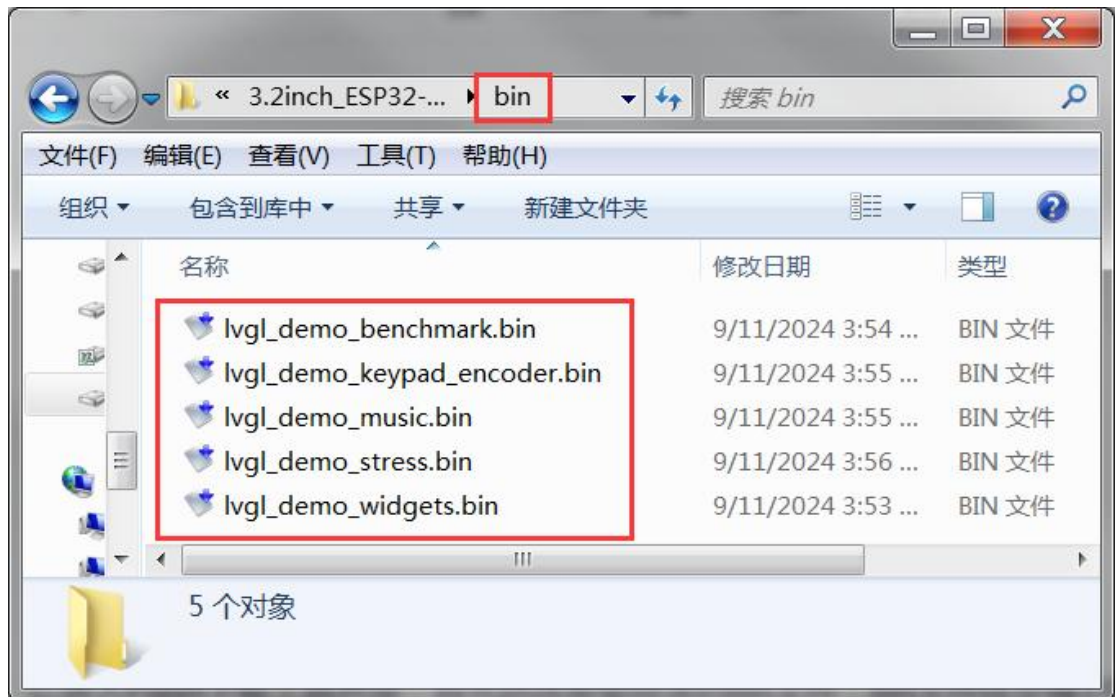 « 3.2inch_ESP32-... bin 搜索 bin
文件(F) 编辑(E) 查看(V) 工具(T) 帮助(H)
组织 包含到库中 共享 新建文件夹
名称 修改日期 类型
lvgl_demo_benchmark.bin 9/11/2024 3:54 ... BIN 文件
lvgl_demo_keypad_encoder.bin 9/11/2024 3:55 ... BIN 文件
lvgl_demo_music.bin 9/11/2024 3:55 ... BIN 文件
lvgl_demo_stress.bin 9/11/2024 3:56 ... BIN 文件
lvgl_demo_widgets.bin 9/11/2024 3:53 ... BIN 文件
5 个对象